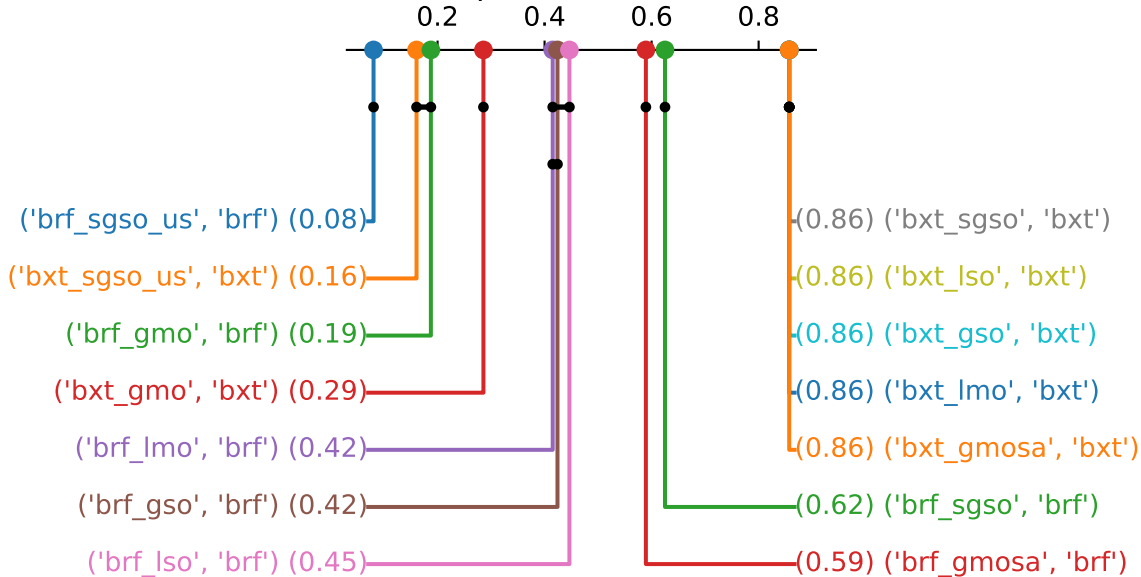 0.2 0.4 0.6 0.8
('brf_sgso_us', 'brf') (0.08) (0.86) ('bxt_sgso', 'bxt')
('bxt_sgso_us', 'bxt') (0.16) (0.86) ('bxt_lso', 'bxt')
('brf_gmo', 'brf') (0.19) (0.86) ('bxt_gso', 'bxt')
('bxt_gmo', 'bxt') (0.29) (0.86) ('bxt_lmo', 'bxt')
('brf_lmo', 'brf') (0.42) (0.86) ('bxt_gmosa', 'bxt')
('brf_gso', 'brf') (0.42) (0.62) ('brf_sgso', 'brf')
('brf_lso', 'brf') (0.45) (0.59) ('brf_gmosa', 'brf')